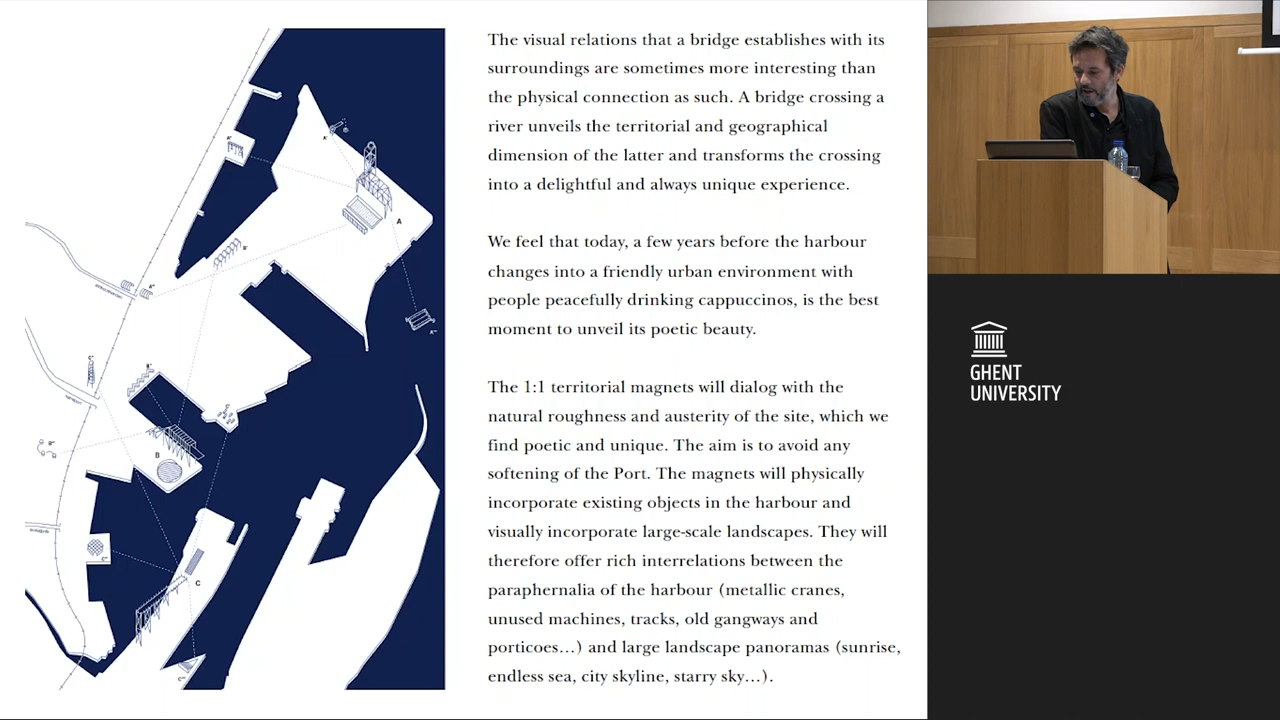 The visual relations that a bridge establishes with its
surroundings are sometimes more interesting than
the physical connection as such. A bridge crossing a
river unveils the territorial and geographical
dimension of the latter and transforms the crossing
into a delightful and always unique experience.
We feel that today, a few years before the harbour
changes into a friendly urban environment with
people peacefully drinking cappuccinos, is the best
moment to unveil its poetic beauty.
The 1:1 territorial magnets will dialog with the
natural roughness and austerity of the site, which we
find poetic and unique. The aim is to avoid any
softening of the Port. The magnets will physically
incorporate existing objects in the harbour and
visually incorporate large-scale landscapes. They will
therefore offer rich interrelations between the
paraphernalia of the harbour (metallic cranes,
unused machines, tracks, old gangways and
porticoes…) and large landscape panoramas (sunrise,
endless sea, city skyline, starry sky…).
A
B
C
GHENT
UNIVERSITY